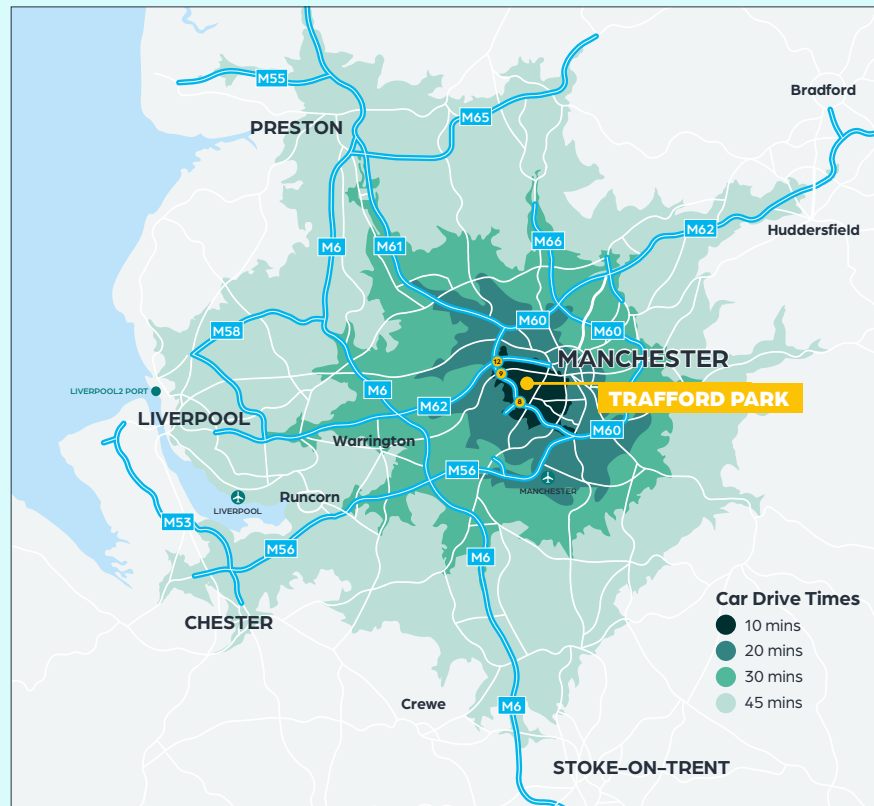 M55
Bradford
PRESTON
M65
M62
Huddersfield
M66
M6
M61
M60
M58
M60
MANCHESTER
12
9
LIVERPOOL2 PORT
M6
TRAFFORD PARK
8
M62
LIVERPOOL
M60
Warrington
M56
MANCHESTER
Runcorn
LIVERPOOL
M53
M56
M6
CHESTER
Car Drive Times
10 mins
20 mins
30 mins
45 mins
Crewe
M6
STOKE-ON-TRENT